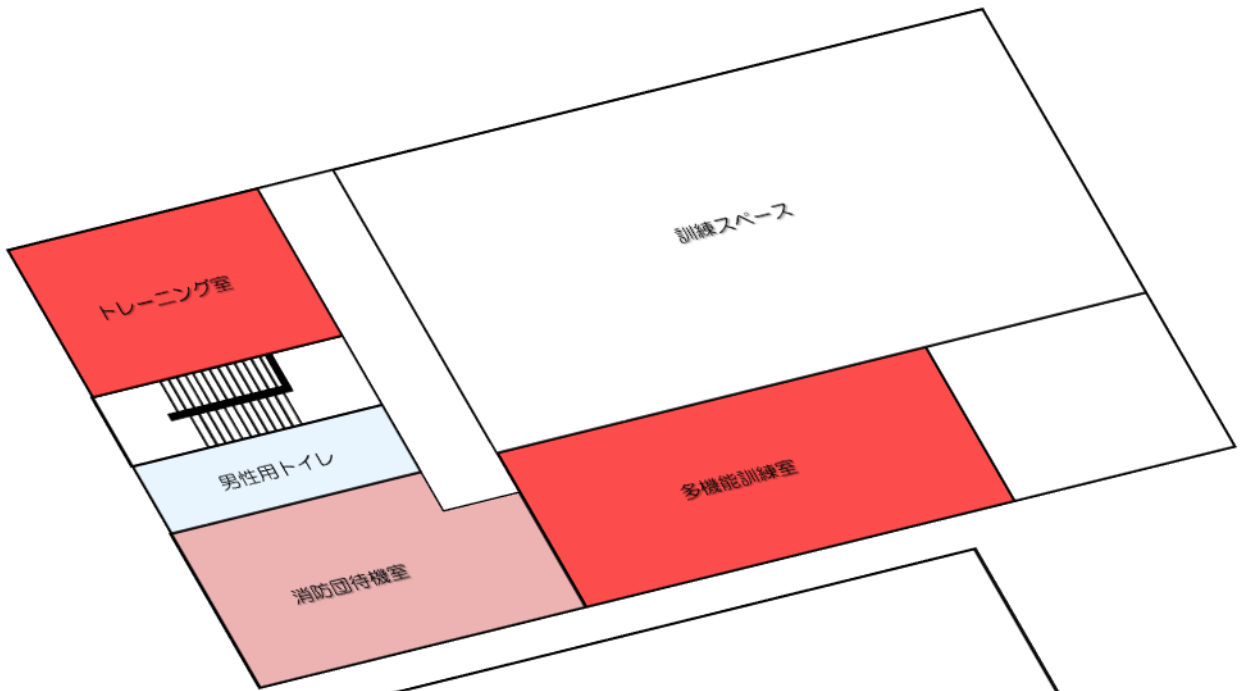 訓練スペース
トレーニング室
男性用トイレ
多機能訓練室
消防団待機室